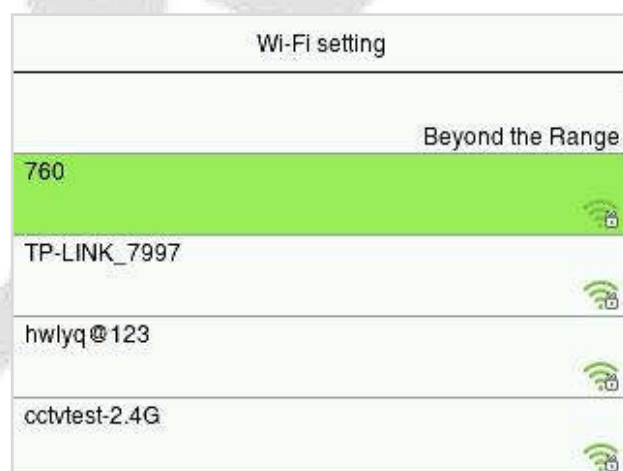 Wi-Fi setting
Beyond the Range
760
TP-LINK_7997
hwlyq@123
cctvtest-2.4G